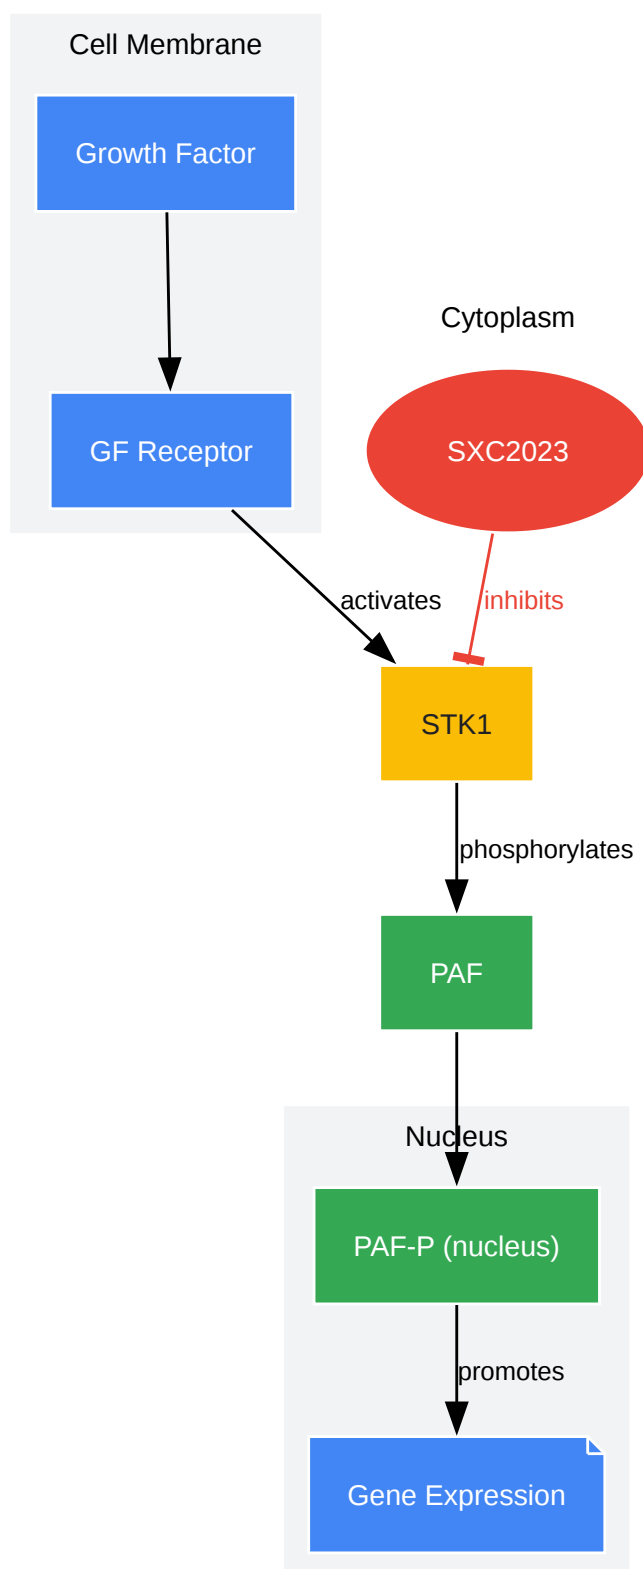 Cell Membrane
Growth Factor
Cytoplasm
GF Receptor
SXC2023
activates
inhibits
STK1
phosphorylates
PAF
Nucleus
PAF-P (nucleus)
promotes
Gene Expression